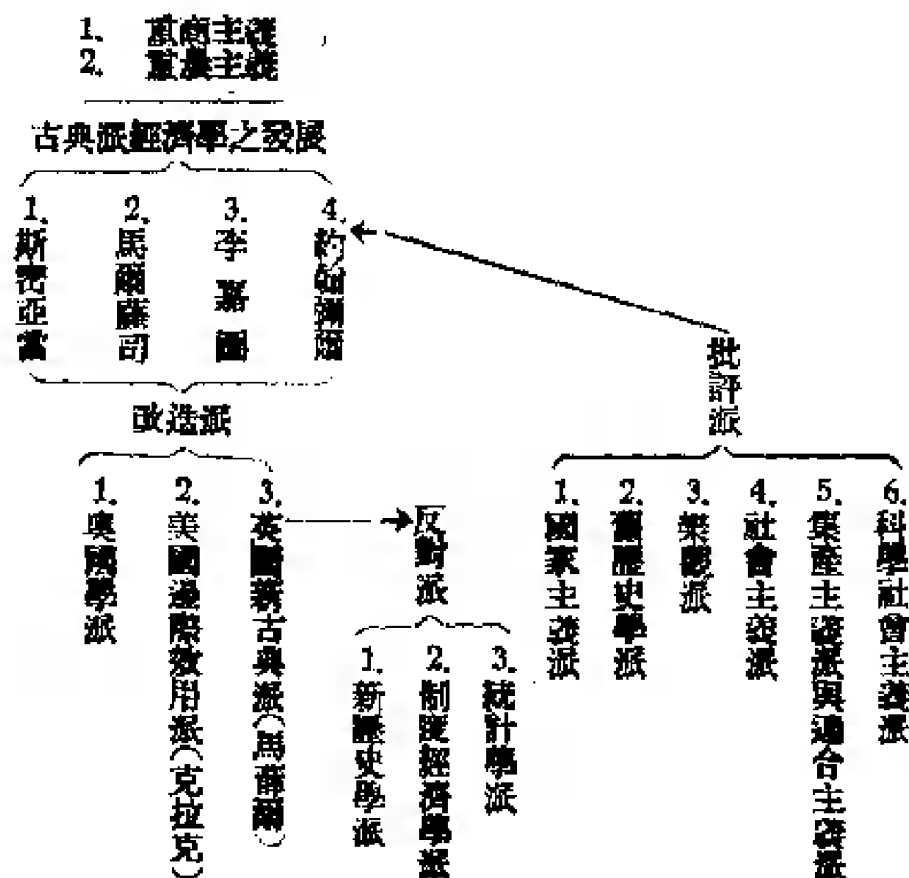 1. 重商主義
2. 重農主義
古典派經濟學之發展
1. 斯密亞當
2. 馬爾薩司
3. 李嘉圖
4. 約翰彌爾
批評派
1. 國家主義派
2. 舊歷史學派
3. 樂觀派
4. 社會主義派
5. 集產主義派與適合主義派
6. 科學社會主義派
改造派
1. 奧國學派
2. 美國邊際效用派(克拉克)
3. 英國新古典派(馬薛爾)
反對派
1. 新歷史學派
2. 制度經濟學派
3. 統計學派